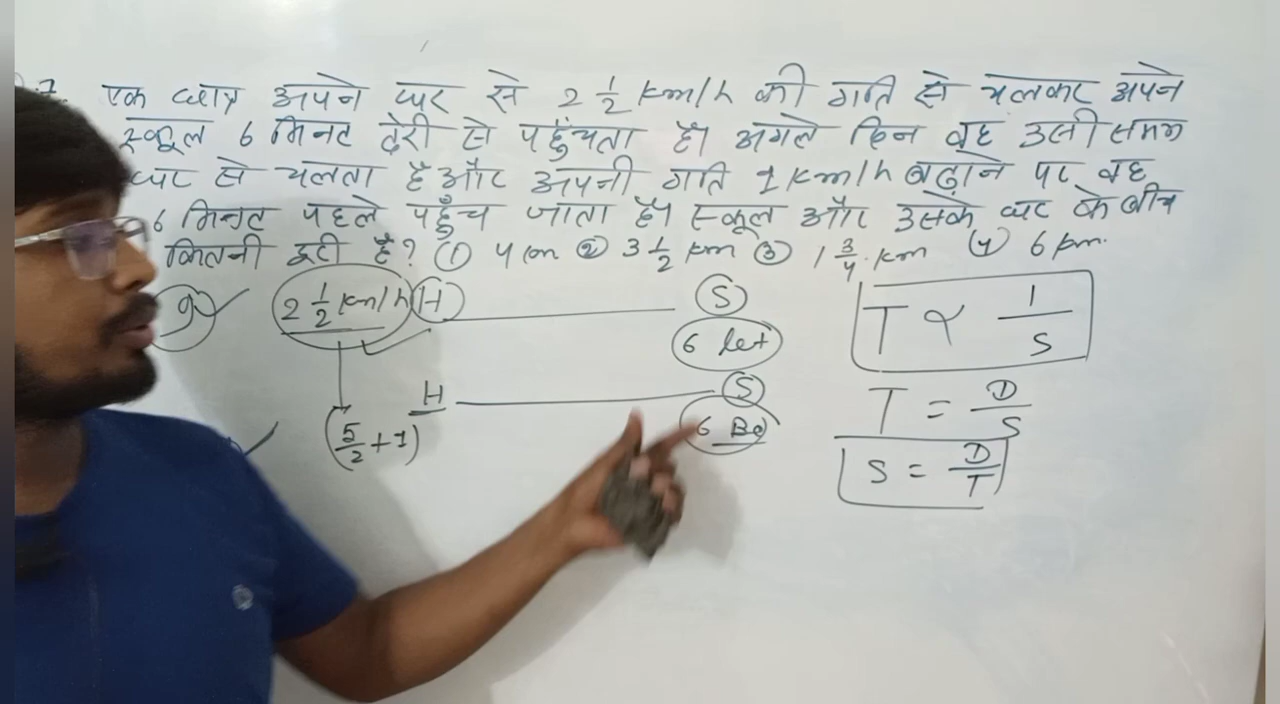 एक छात्र अपने घर से 2 1/2 km/h की गति से चलकर अपने
स्कूल 6 मिनट देरी से पहुँचता है। अगले दिन वह उसी समय
घर से चलता है और अपनी गति 1 km/h बढ़ाने पर वह
6 मिनट पहले पहुँच जाता है। स्कूल और उसके घर के बीच
कितनी दूरी है? ① 4 km ② 3 1/2 km ③ 1 3/4 km ④ 6 km.
2 1/2 km/h H S T ∝ 1/S
6 let
H S T = D/S
(5/2 + 1) 6 Be
S = D/T